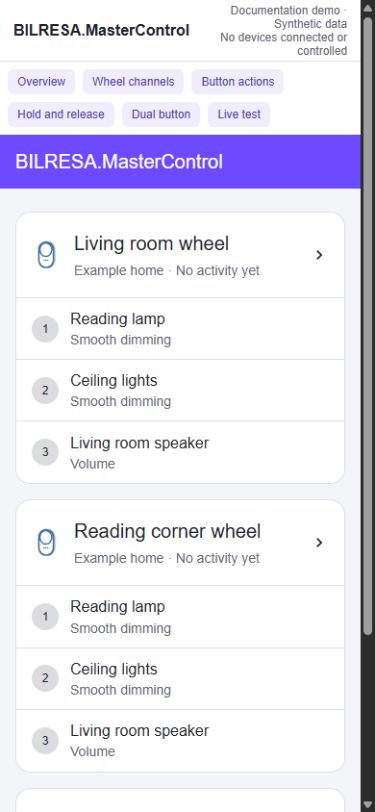 BILRESA.MasterControl
Documentation demo ·
Synthetic data
No devices connected or
controlled
Overview
Wheel channels
Button actions
Hold and release
Dual button
Live test
BILRESA.MasterControl
Living room wheel
Example home · No activity yet
1
Reading lamp
Smooth dimming
2
Ceiling lights
Smooth dimming
3
Living room speaker
Volume
Reading corner wheel
Example home · No activity yet
1
Reading lamp
Smooth dimming
2
Ceiling lights
Smooth dimming
3
Living room speaker
Volume